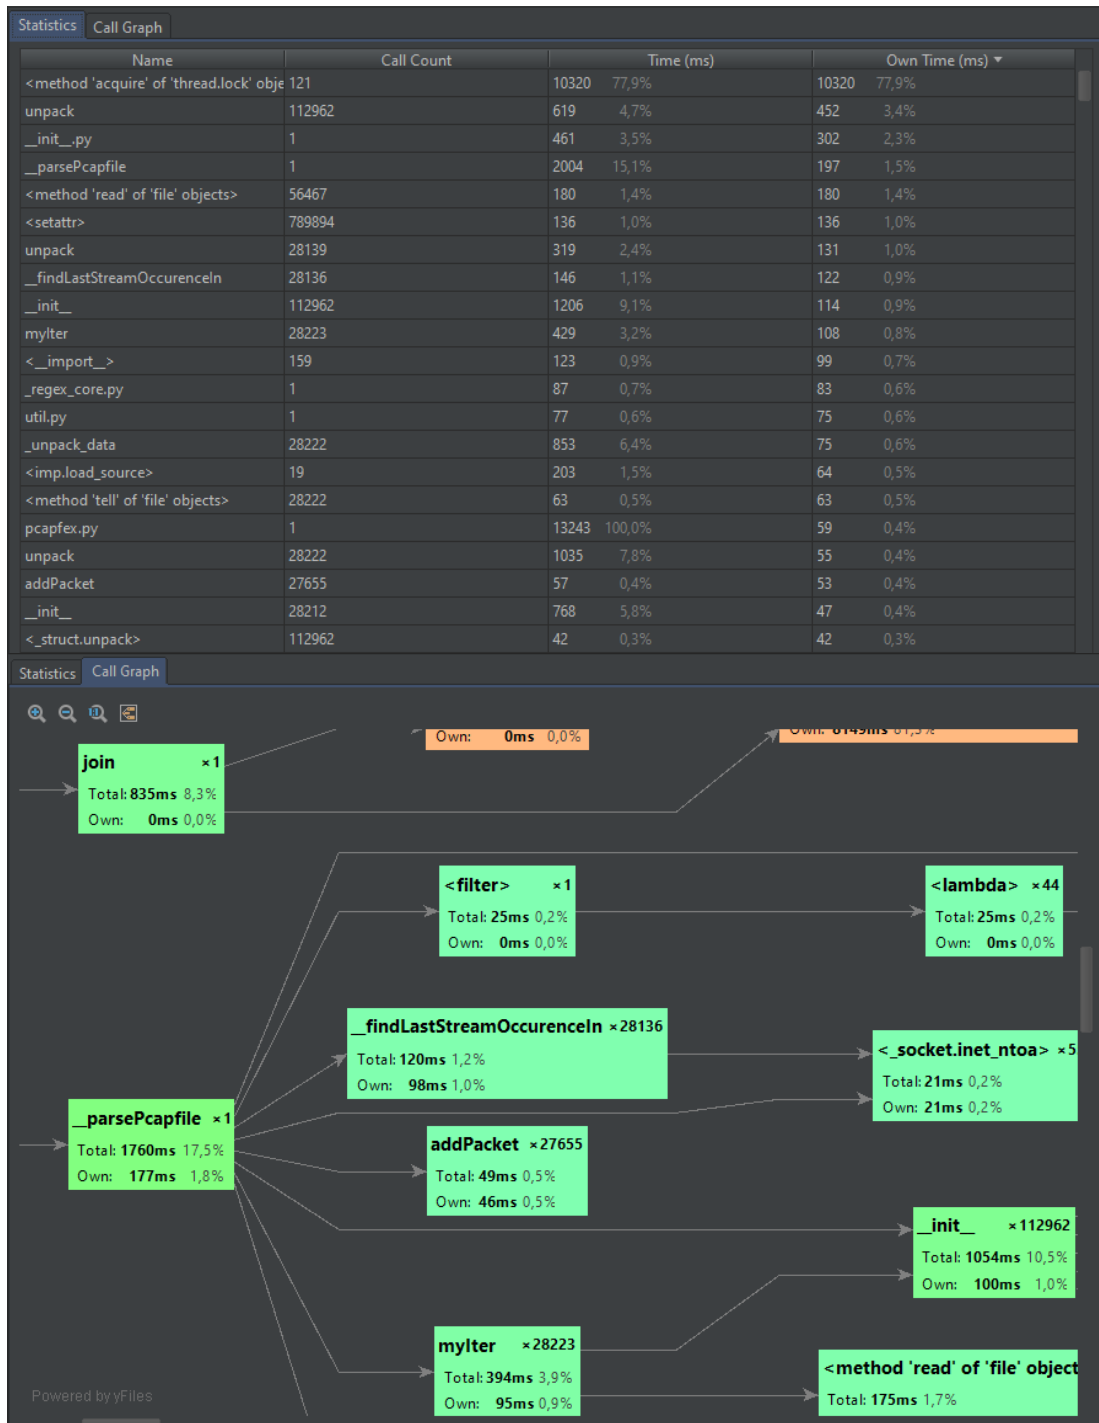 Statistics Call Graph
Name Call Count Time (ms) Own Time (ms)
<method 'acquire' of 'thread.lock' obje 121 10320 77,9% 10320 77,9%
unpack 112962 619 4,7% 452 3,4%
__init__.py 1 461 3,5% 302 2,3%
__parsePcapfile 1 2004 15,1% 197 1,5%
<method 'read' of 'file' objects> 56467 180 1,4% 180 1,4%
<setattr> 789894 136 1,0% 136 1,0%
unpack 28139 319 2,4% 131 1,0%
__findLastStreamOccurenceIn 28136 146 1,1% 122 0,9%
__init__ 112962 1206 9,1% 114 0,9%
myIter 28223 429 3,2% 108 0,8%
<__import__> 159 123 0,9% 99 0,7%
_regex_core.py 1 87 0,7% 83 0,6%
util.py 1 77 0,6% 75 0,6%
_unpack_data 28222 853 6,4% 75 0,6%
<imp.load_source> 19 203 1,5% 64 0,5%
<method 'tell' of 'file' objects> 28222 63 0,5% 63 0,5%
pcapfex.py 1 13243 100,0% 59 0,4%
unpack 28222 1035 7,8% 55 0,4%
addPacket 27655 57 0,4% 53 0,4%
__init__ 28212 768 5,8% 47 0,4%
<_struct.unpack> 112962 42 0,3% 42 0,3%
Statistics Call Graph
Own: 0ms 0,0%
Own: 8149ms 81,3%
join ×1
Total: 835ms 8,3%
Own: 0ms 0,0%
<filter> ×1
Total: 25ms 0,2%
Own: 0ms 0,0%
<lambda> ×44
Total: 25ms 0,2%
Own: 0ms 0,0%
__findLastStreamOccurenceIn ×28136
Total: 120ms 1,2%
Own: 98ms 1,0%
<_socket.inet_ntoa> ×5
Total: 21ms 0,2%
Own: 21ms 0,2%
__parsePcapfile ×1
Total: 1760ms 17,5%
Own: 177ms 1,8%
addPacket ×27655
Total: 49ms 0,5%
Own: 46ms 0,5%
__init__ ×112962
Total: 1054ms 10,5%
Own: 100ms 1,0%
myIter ×28223
Total: 394ms 3,9%
Own: 95ms 0,9%
<method 'read' of 'file' object
Total: 175ms 1,7%
Powered by yFiles